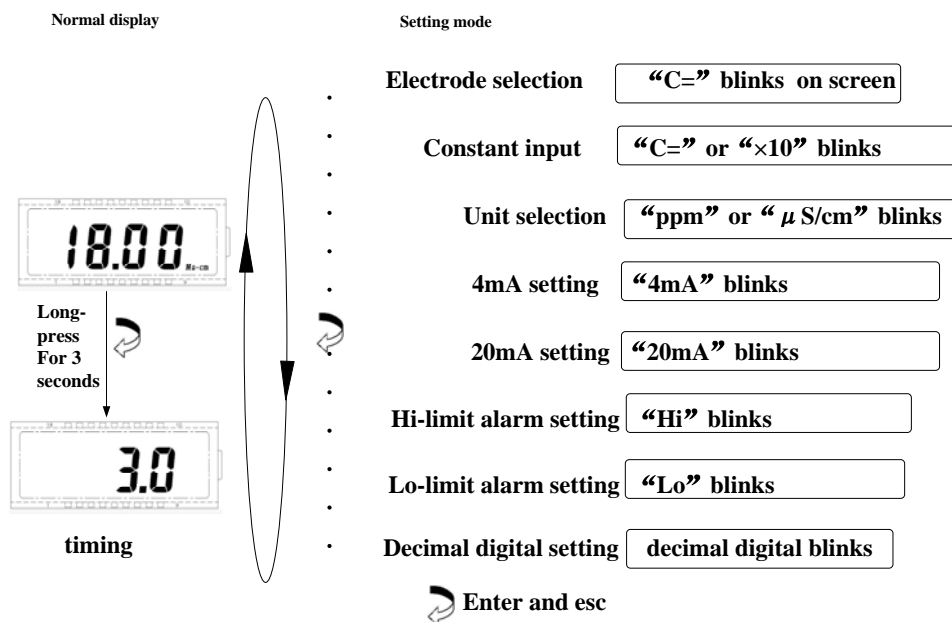 Normal display
Setting mode
Electrode selection “C=” blinks on screen
Constant input “C=” or “×10” blinks
Unit selection “ppm” or “μS/cm” blinks
18.00
4mA setting “4mA” blinks
Long-
press
For 3
seconds
20mA setting “20mA” blinks
Hi-limit alarm setting “Hi” blinks
3.0
Lo-limit alarm setting “Lo” blinks
timing
Decimal digital setting decimal digital blinks
Enter and esc